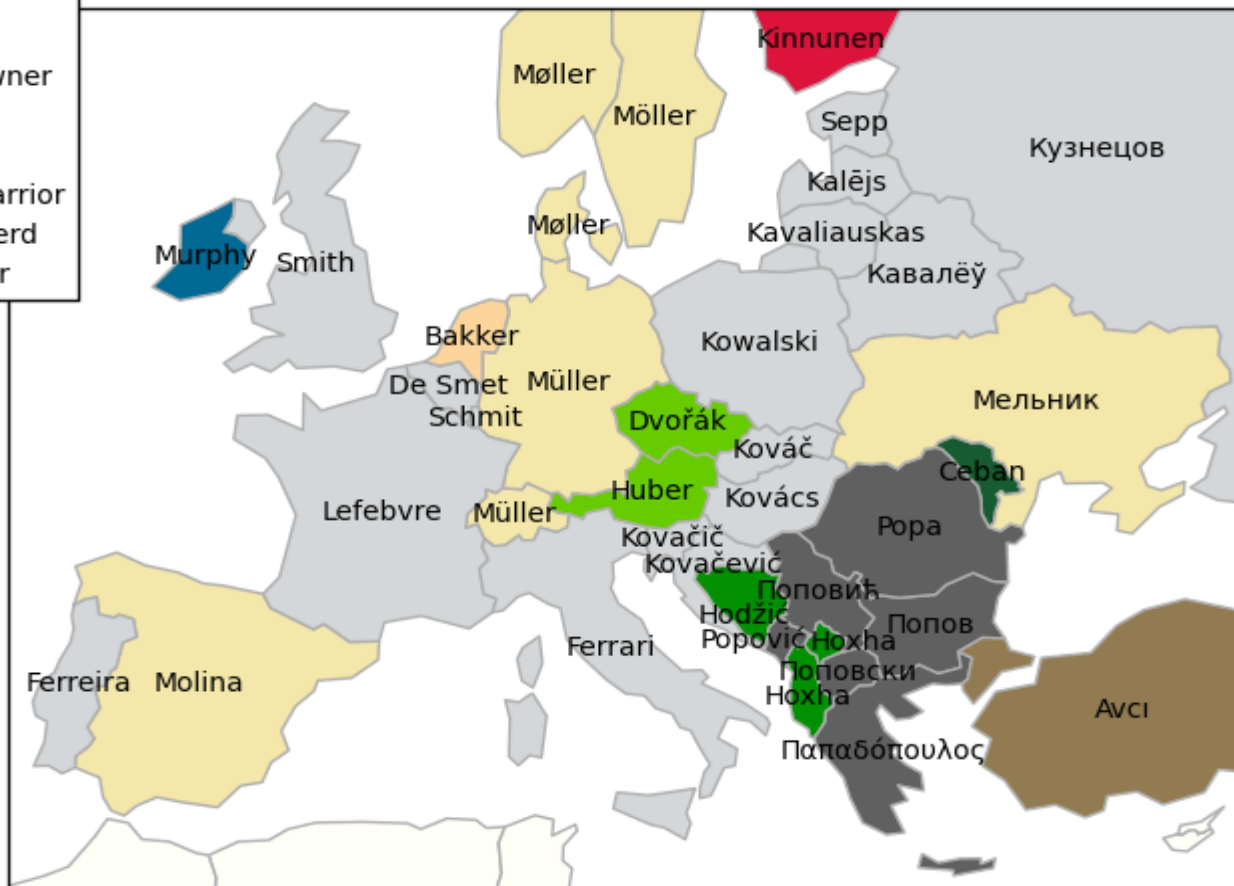 Kinnunen
wner
Møller
Möller
Sepp
Кузнецов
Kalējs
arrior
erd
Møller
Kavaliauskas
Murphy
Smith
r
Кавалёў
Bakker
Kowalski
De Smet
Müller
Мельник
Schmit
Dvořák
Kováč
Ceban
Huber
Kovács
Lefebvre
Müller
Popa
Kovačič
Kovačević
Поповић
Hodžić
Попов
Popović
Hoxha
Ferrari
Поповски
Ferreira
Molina
Hoxha
Avcı
Παπαδόπουλος